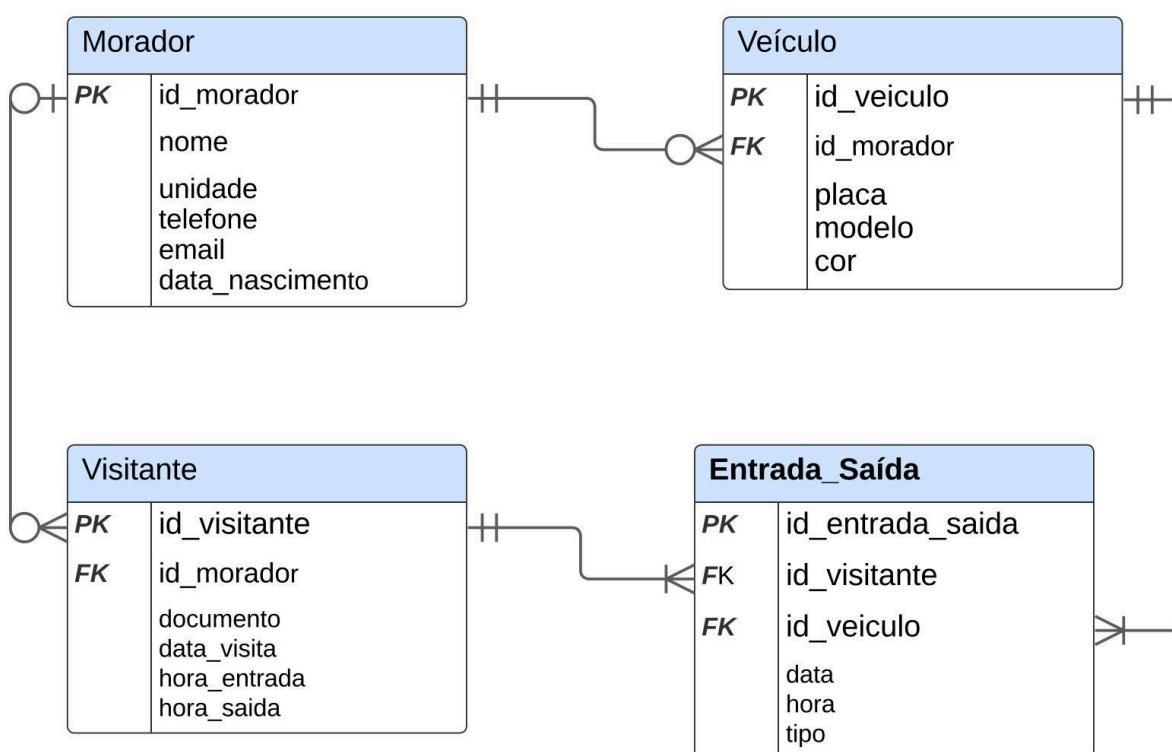 Morador
PK id_morador
nome
unidade
telefone
email
data_nascimento
Veículo
PK id_veiculo
FK id_morador
placa
modelo
cor
Visitante
PK id_visitante
FK id_morador
documento
data_visita
hora_entrada
hora_saida
Entrada_Saída
PK id_entrada_saida
FK id_visitante
FK id_veiculo
data
hora
tipo